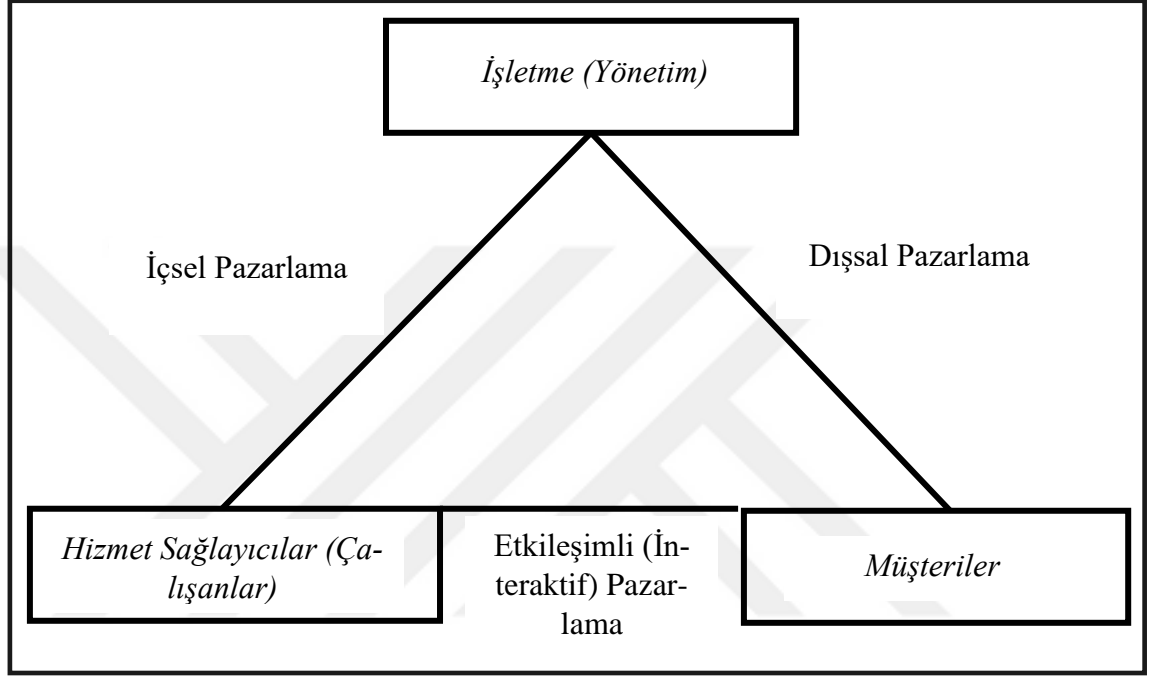 İşletme (Yönetim)
İçsel Pazarlama
Dışsal Pazarlama
Hizmet Sağlayıcılar (Ça-
lışanlar)
Etkileşimli (İn-
teraktif) Pazar-
lama
Müşteriler